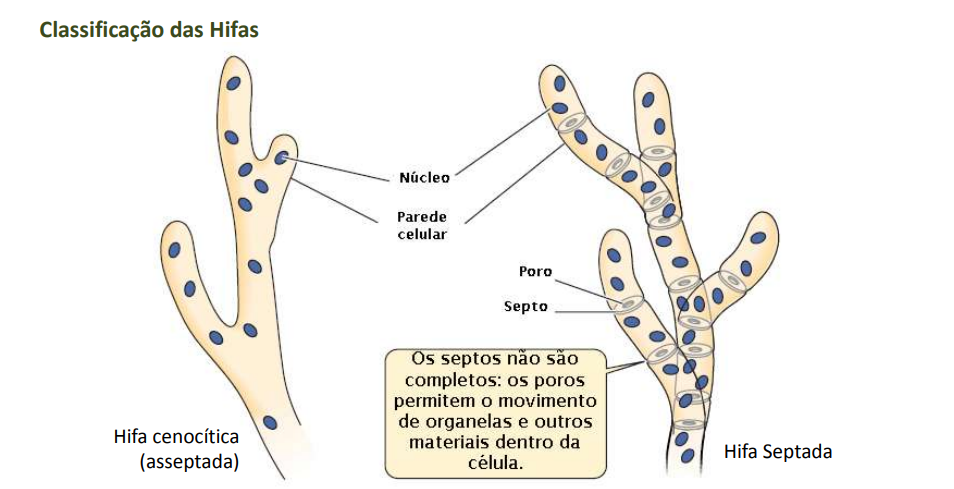 Classificação das Hifas
Núcleo
Parede
celular
Poro
Septo
Os septos não são
completos: os poros
permitem o movimento
de organelas e outros
materiais dentro da
célula.
Hifa cenocítica
(asseptada)
Hifa Septada